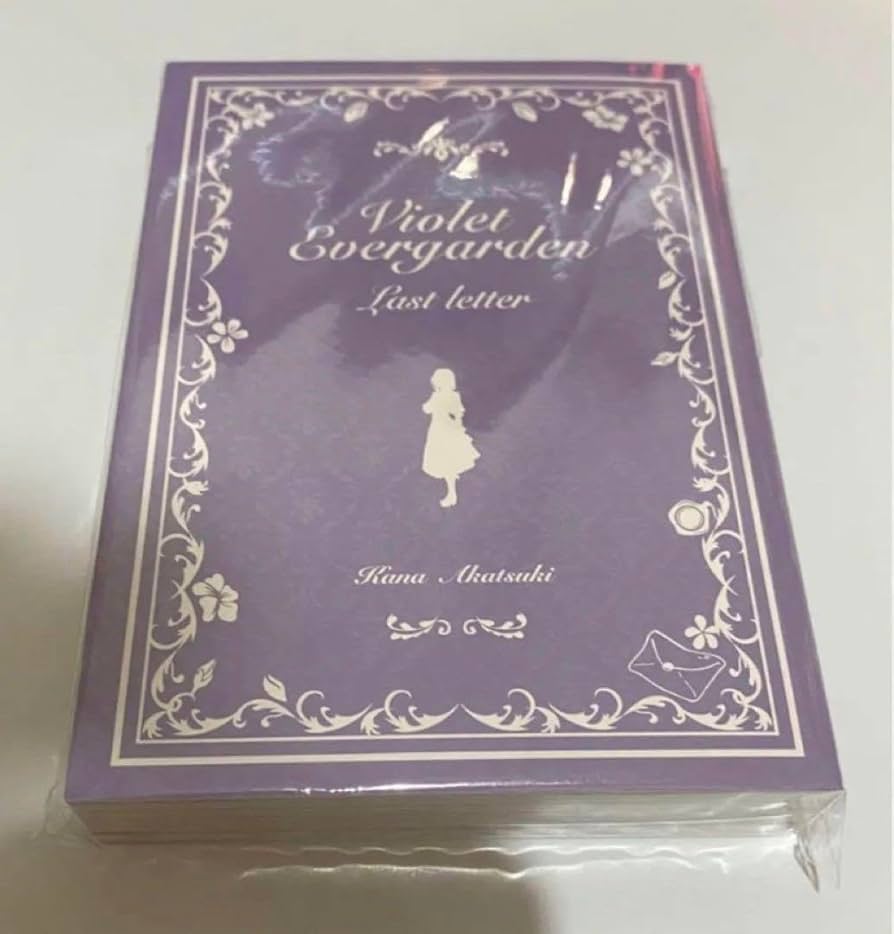 Violet
Evergarden
Last letter
Kana Akatsuki